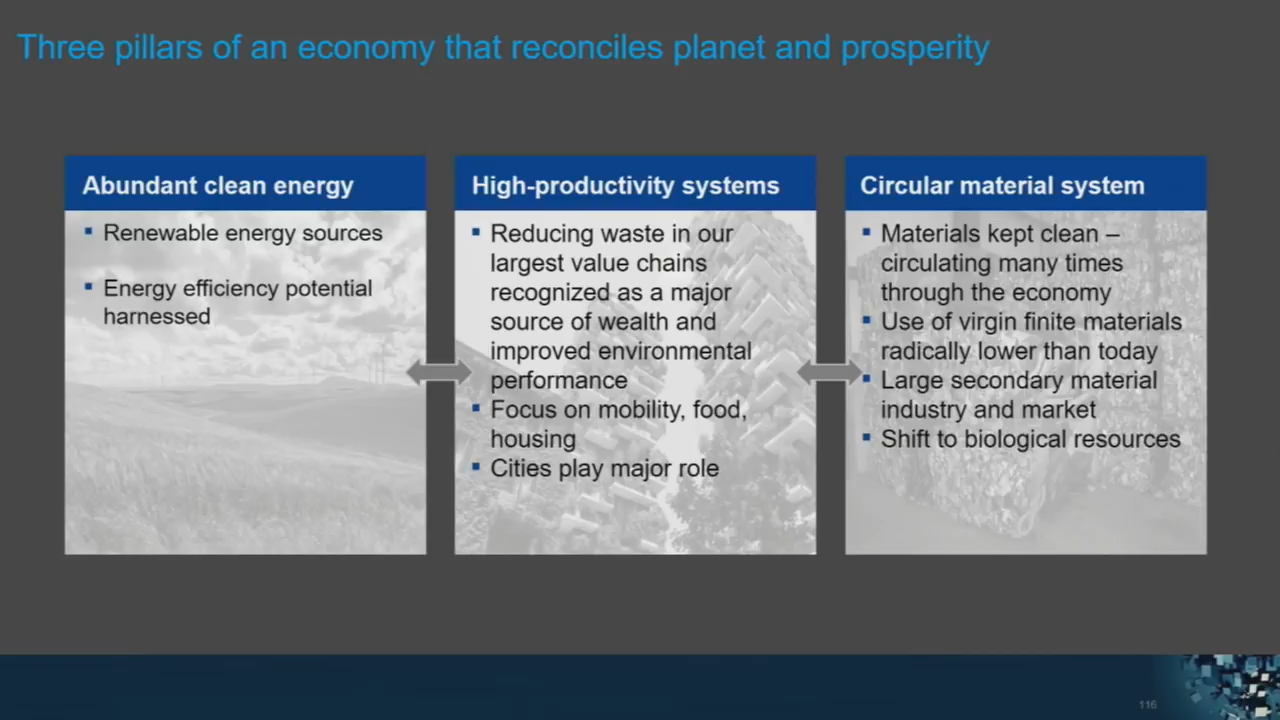 Three pillars of an economy that reconciles planet and prosperity
Abundant clean energy
▪ Renewable energy sources
▪ Energy efficiency potential
harnessed
High-productivity systems
▪ Reducing waste in our
largest value chains
recognized as a major
source of wealth and
improved environmental
performance
▪ Focus on mobility, food,
housing
▪ Cities play major role
Circular material system
▪ Materials kept clean –
circulating many times
through the economy
▪ Use of virgin finite materials
radically lower than today
▪ Large secondary material
industry and market
▪ Shift to biological resources
116